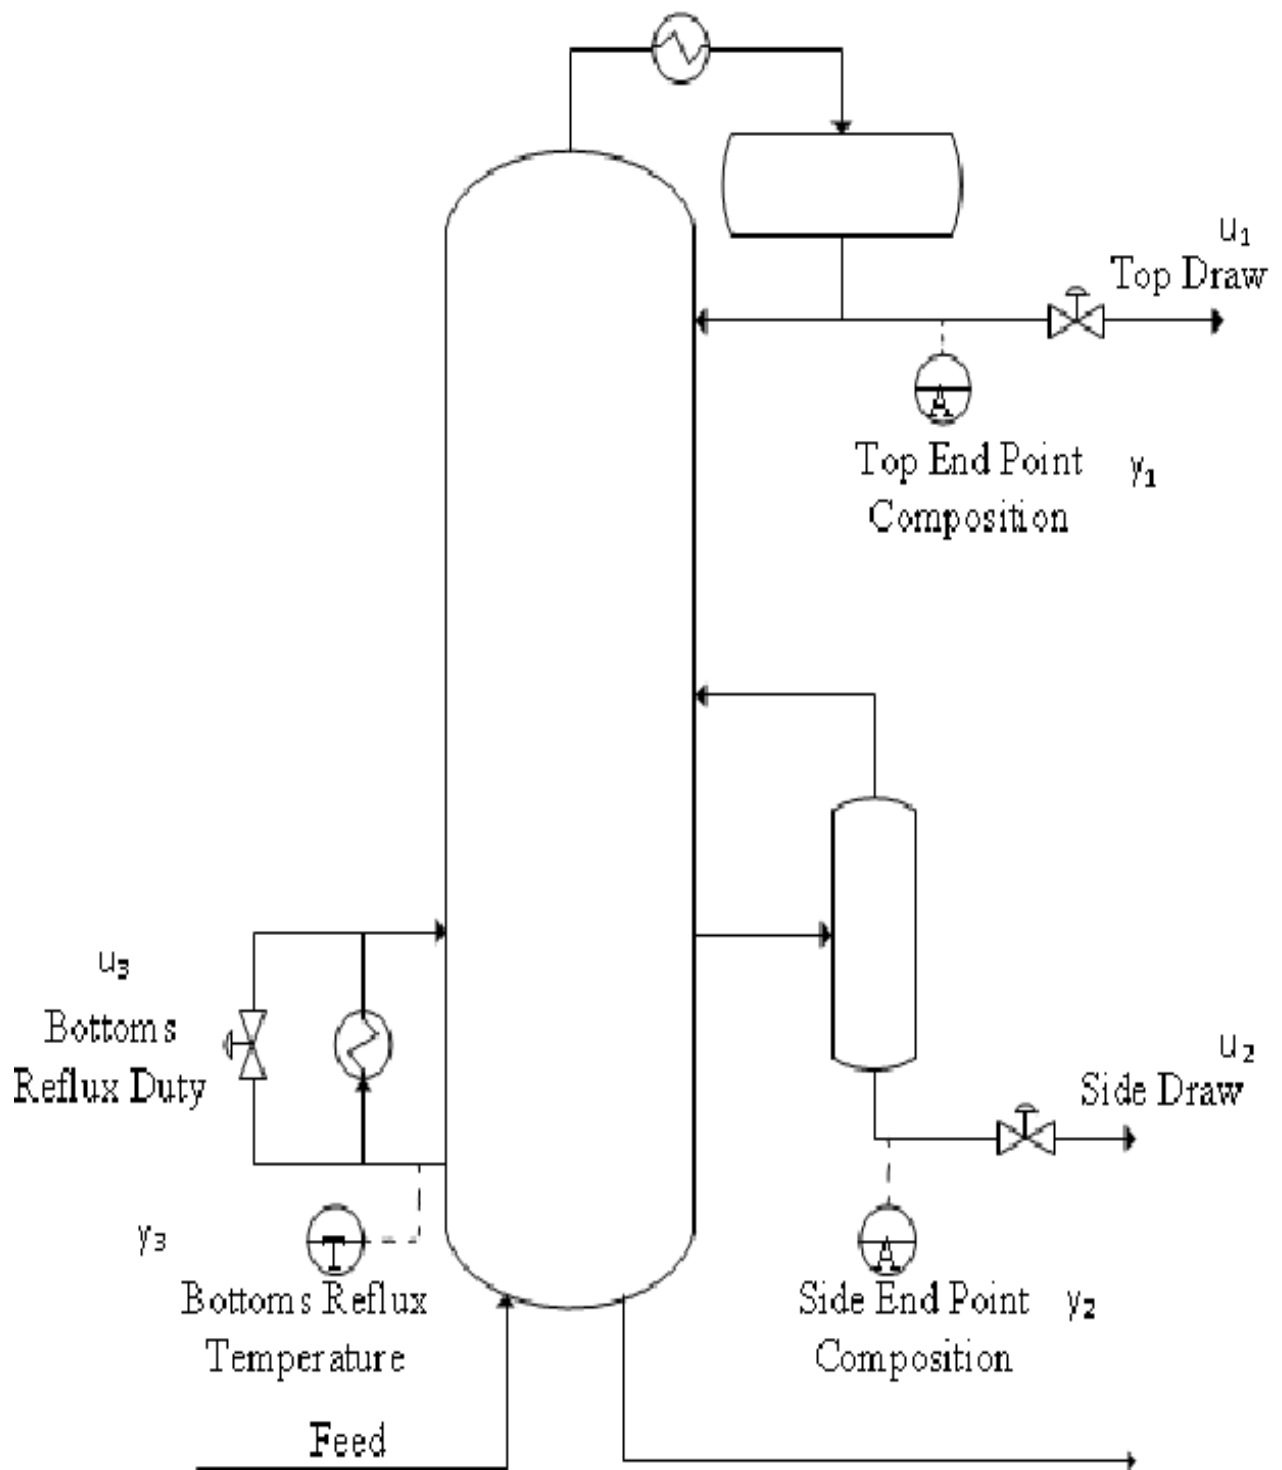 u₁
Top Draw
A
Top End Point y₁
Composition
u₃
Bottoms
Reflux Duty
u₂
Side Draw
y₃
T
A
Bottoms Reflux
Temperature
Side End Point y₂
Composition
Feed